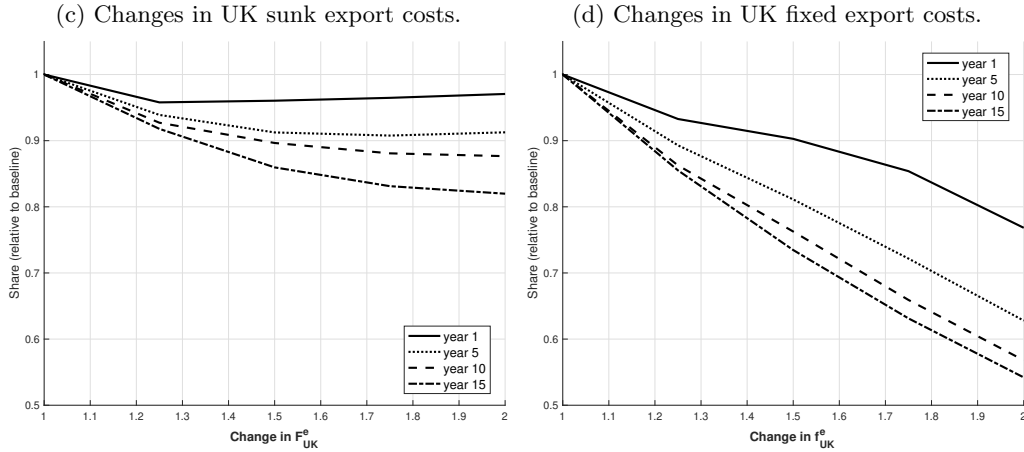 (c) Changes in UK sunk export costs.
1
0.9
0.8
0.7
0.6
0.5
Share (relative to baseline)
year 1
year 5
year 10
year 15
1 1.1 1.2 1.3 1.4 1.5 1.6 1.7 1.8 1.9 2
Change in F^e_UK
(d) Changes in UK fixed export costs.
1
0.9
0.8
0.7
0.6
0.5
Share (relative to baseline)
year 1
year 5
year 10
year 15
1 1.1 1.2 1.3 1.4 1.5 1.6 1.7 1.8 1.9 2
Change in f^e_UK